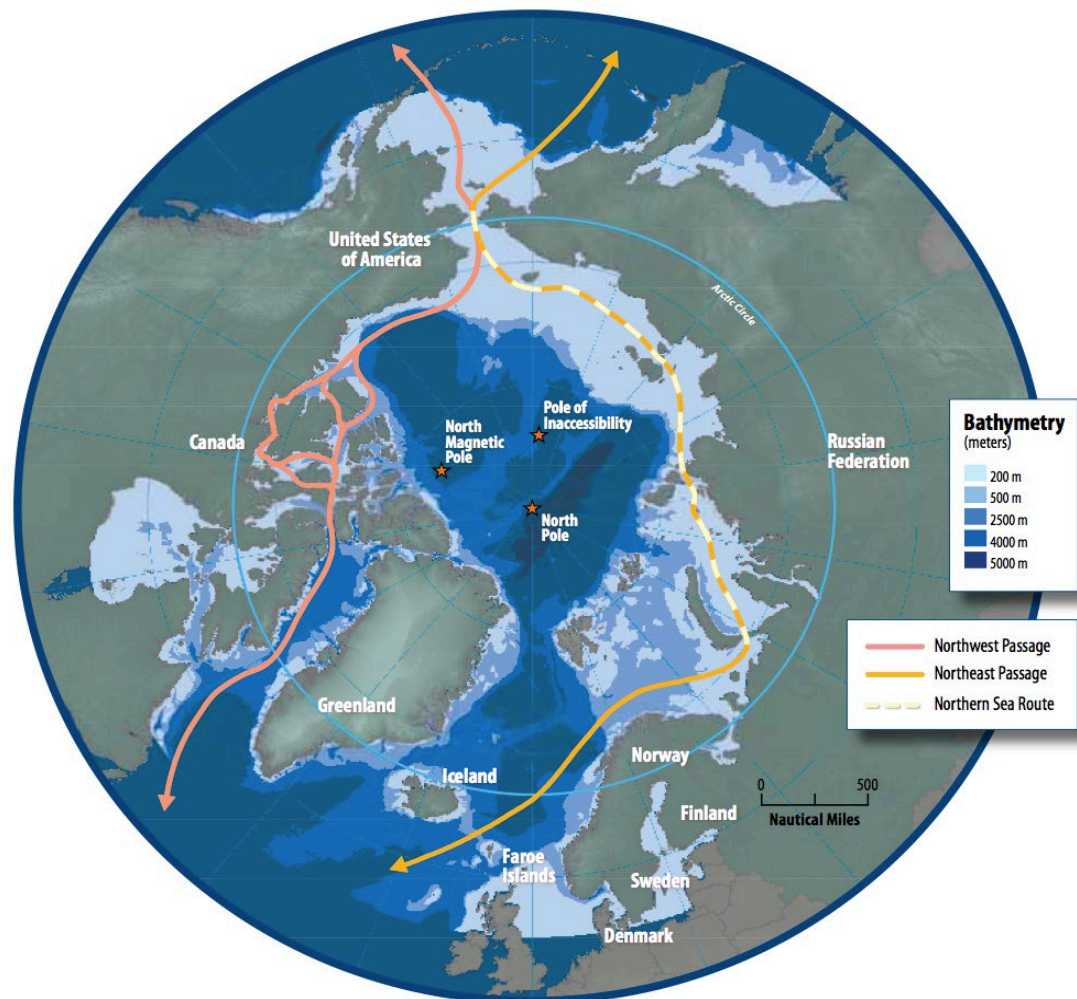 United States
of America
Arctic Circle
Canada
North
Magnetic
Pole
Pole of
Inaccessibility
North
Pole
Russian
Federation
Greenland
Iceland
Norway
Finland
Faroe
Islands
Sweden
Denmark
0 500
Nautical Miles
Bathymetry
(meters)
200 m
500 m
2500 m
4000 m
5000 m
Northwest Passage
Northeast Passage
Northern Sea Route